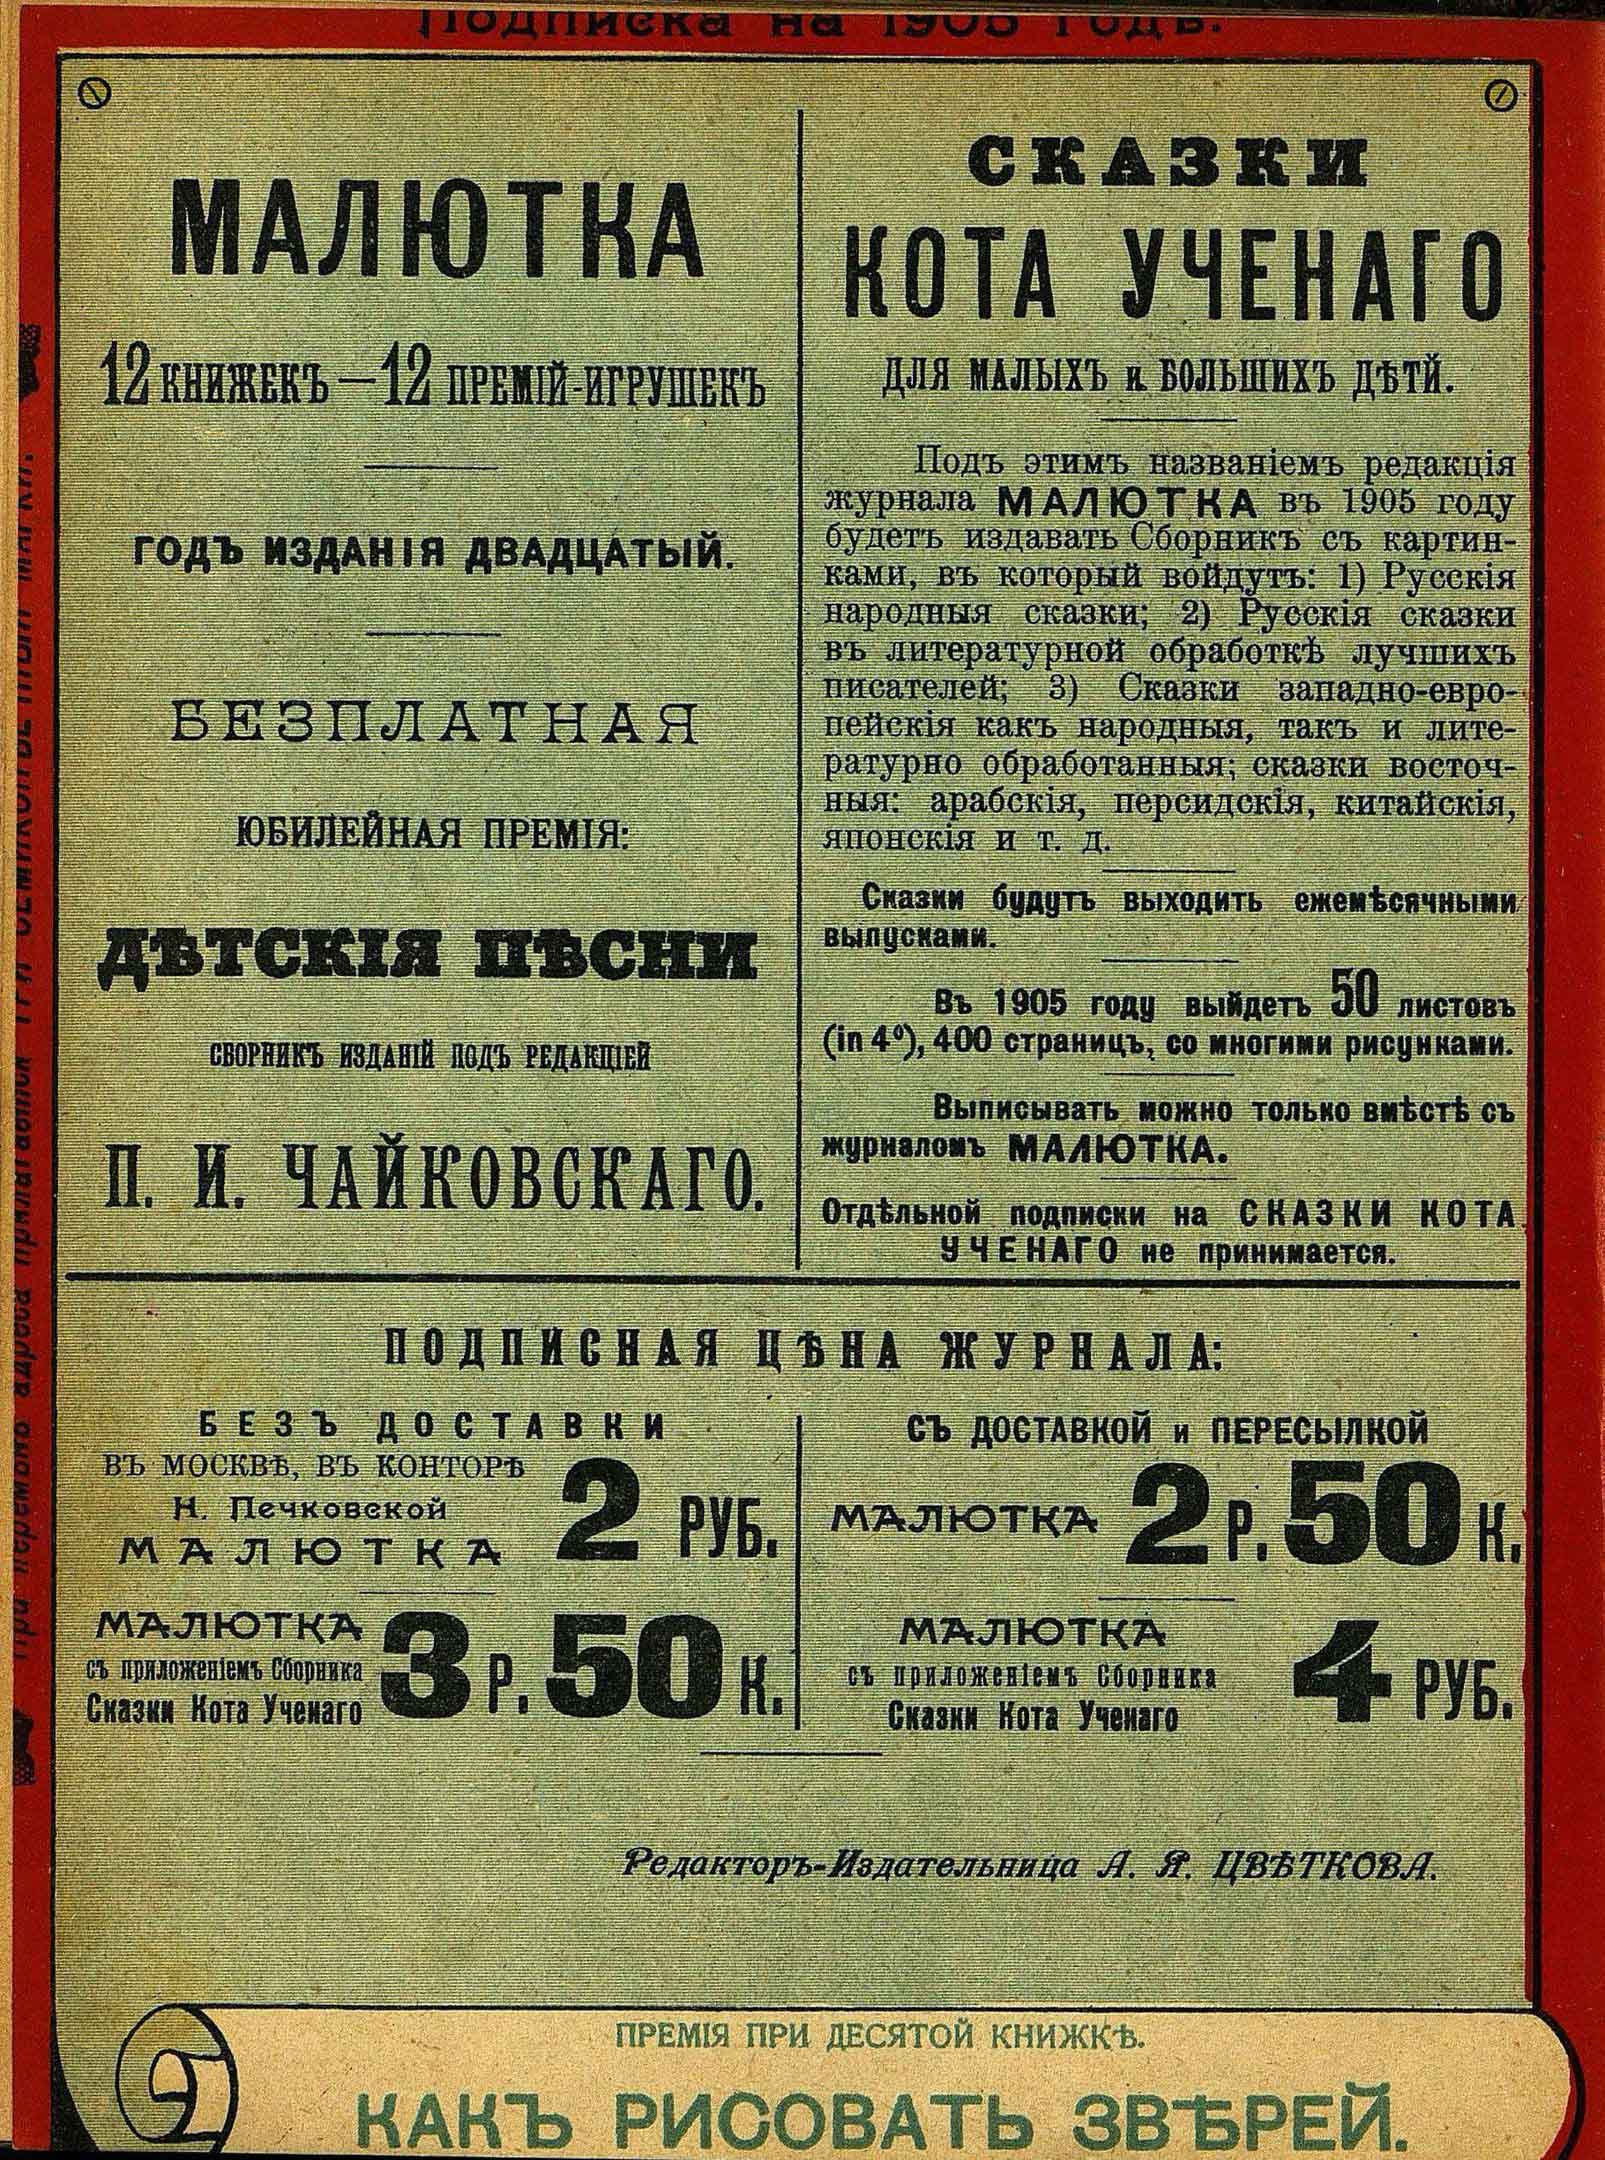 Подписка на 1905 годъ.
МАЛЮТКА
12 КНИЖЕКЪ — 12 ПРЕМІЙ-ИГРУШЕКЪ
ГОДЪ ИЗДАНІЯ ДВАДЦАТЫЙ.
БЕЗПЛАТНАЯ
ЮБИЛЕЙНАЯ ПРЕМІЯ:
ДѢТСКІЯ ПѢСНИ
СБОРНИКЪ ИЗДАНІЙ ПОДЪ РЕДАКЦІЕЙ
П. И. ЧАЙКОВСКАГО.
СКАЗКИ
КОТА УЧЕНАГО
ДЛЯ МАЛЫХЪ и БОЛЬШИХЪ ДѢТЙ.
Подъ этимъ названіемъ редакція
журнала МАЛЮТКА въ 1905 году
будетъ издавать Сборникъ съ картин-
ками, въ который войдутъ: 1) Русскія
народныя сказки; 2) Русскія сказки
въ литературной обработкѣ лучшихъ
писателей; 3) Сказки западно-евро-
пейскія какъ народныя, такъ и лите-
ратурно обработанныя; сказки восточ-
ныя: арабскія, персидскія, китайскія,
японскія и т. д.
Сказки будутъ выходить ежемѣсячными
выпусками.
Въ 1905 году выйдетъ 50 листовъ
(in 4⁰), 400 страницъ, со многими рисунками.
Выписывать можно только вмѣстѣ съ
журналомъ МАЛЮТКА.
Отдѣльной подписки на СКАЗКИ КОТА
УЧЕНАГО не принимается.
ПОДПИСНАЯ ЦѢНА ЖУРНАЛА:
БЕЗЪ ДОСТАВКИ
ВЪ МОСКВѢ, ВЪ КОНТОРѢ
Н. Печковской
МАЛЮТКА 2 РУБ.
МАЛЮТКА
съ приложеніемъ Сборника
Сказки Кота Ученаго 3 Р. 50 К.
СЪ ДОСТАВКОЙ и ПЕРЕСЫЛКОЙ
МАЛЮТКА 2 Р. 50 К.
МАЛЮТКА
съ приложеніемъ Сборника
Сказки Кота Ученаго 4 РУБ.
Редакторъ-Издательница А. Я. ЦВѢТКОВА.
ПРЕМІЯ ПРИ ДЕСЯТОЙ КНИЖКѢ.
КАКЪ РИСОВАТЬ ЗВѢРЕЙ.
При перемѣнѣ адреса прилагаются три семикопѣечныя марки.